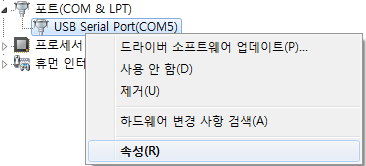 포트(COM & LPT)
USB Serial Port(COM5)
프로세서
휴먼 인터
드라이버 소프트웨어 업데이트(P)...
사용 안 함(D)
제거(U)
하드웨어 변경 사항 검색(A)
속성(R)